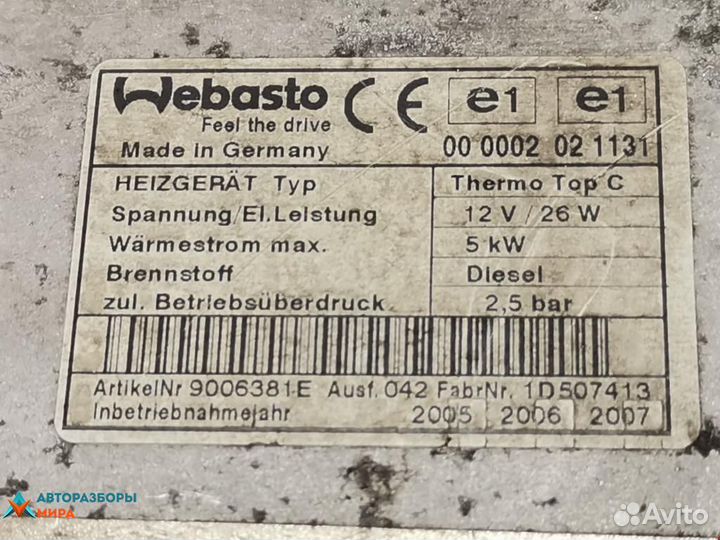 Webasto
Feel the drive
Made in Germany
CE e1 e1
00 0002 02 1131
HEIZGERÄT Typ Thermo Top C
Spannung/El.Leistung 12 V / 26 W
Wärmestrom max. 5 kW
Brennstoff Diesel
zul. Betriebsüberdruck 2,5 bar
ArtikelNr 9006381E Ausf.042 FabrNr. 1D507413
Inbetriebnahmejahr 2005 2006 2007
АВТОРАЗБОРЫ
МИРА
Avito